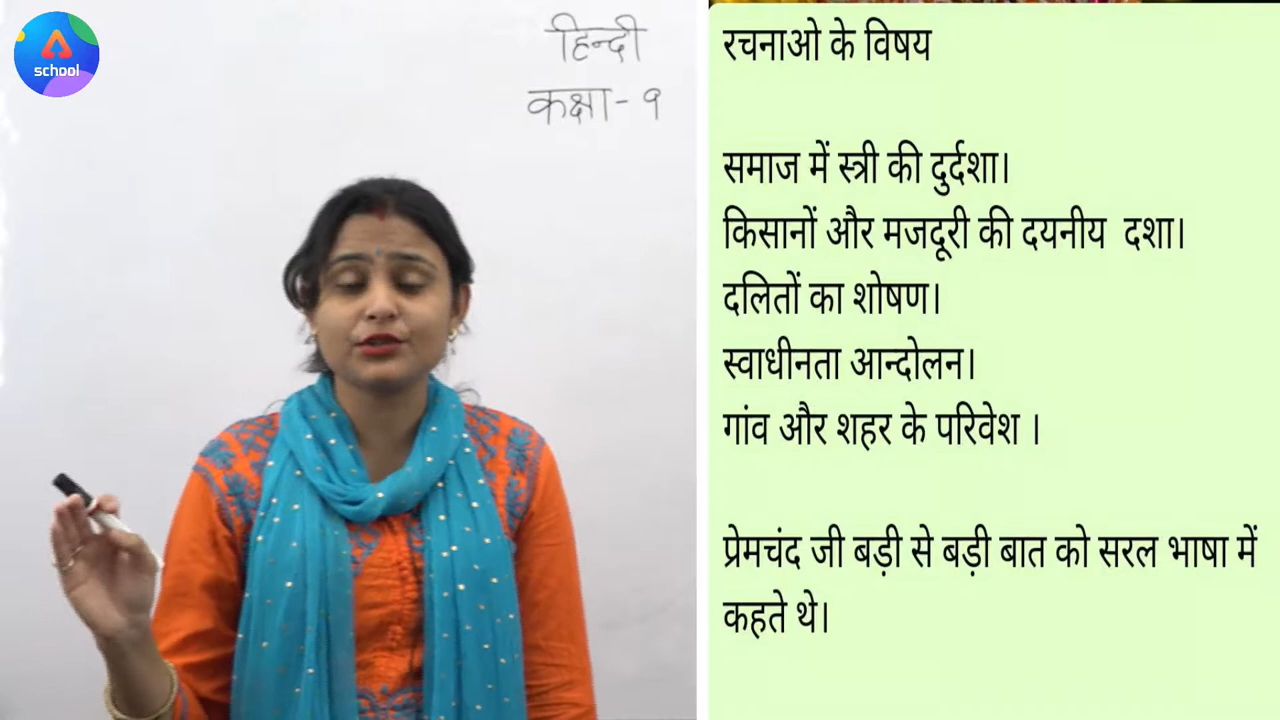 school
हिन्दी
कक्षा - ९
रचनाओ के विषय
समाज में स्त्री की दुर्दशा।
किसानों और मजदूरी की दयनीय दशा।
दलितों का शोषण।
स्वाधीनता आन्दोलन।
गांव और शहर के परिवेश ।
प्रेमचंद जी बड़ी से बड़ी बात को सरल भाषा में
कहते थे।